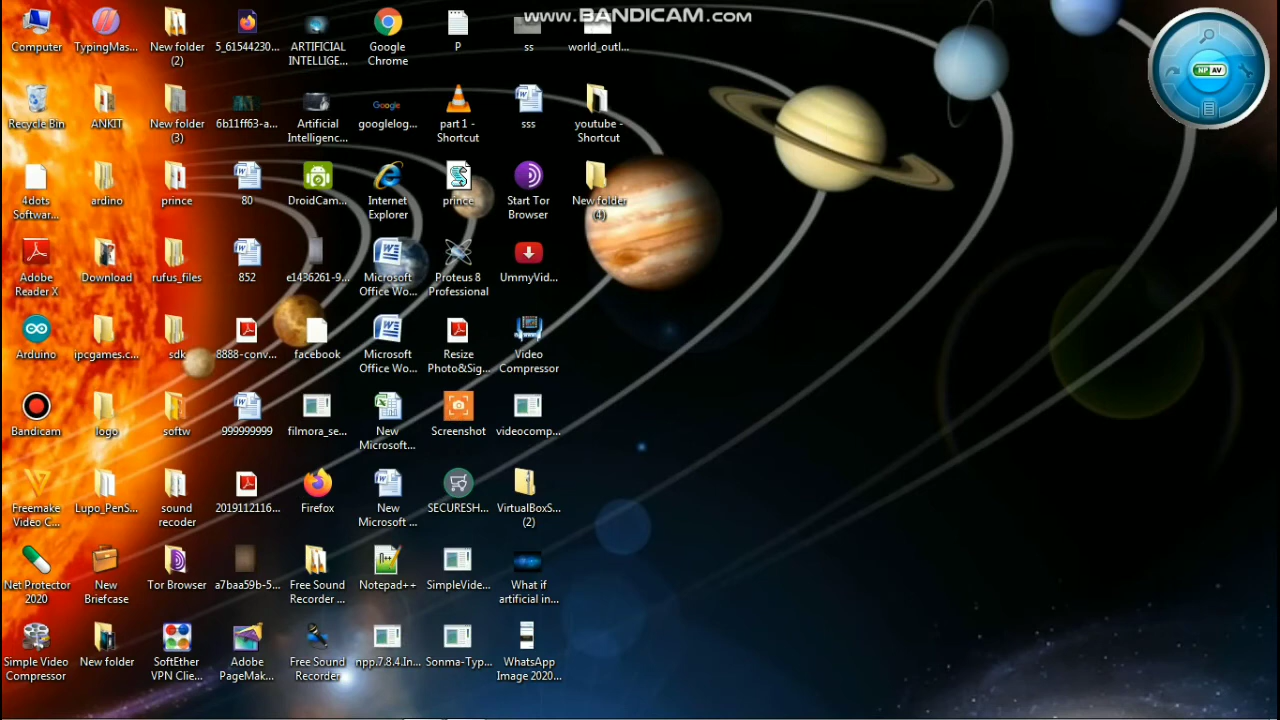 www.BANDICAM.com
Computer
TypingMas...
New folder
(2)
5_61544230...
ARTIFICIAL
INTELLIGE...
Google
Chrome
P
ss
world_outl...
NP AV
Recycle Bin
ANKIT
New folder
(3)
6b11ff63-a...
Artificial
Intelligenc...
Google
googlelog...
part 1 -
Shortcut
sss
youtube -
Shortcut
4dots
Softwar...
ardino
prince
80
DroidCam...
Internet
Explorer
prince
Start Tor
Browser
New folder
(4)
Adobe
Reader X
Download
rufus_files
852
e1436261-9...
Microsoft
Office Wo...
Proteus 8
Professional
UmmyVid...
Arduino
ipcgames.c...
sdk
8888-conv...
facebook
Microsoft
Office Wo...
Resize
Photo&Sig...
Video
Compressor
Bandicam
logo
softw
999999999
filmora_se...
New
Microsoft...
Screenshot
videocomp...
Freemake
Video C...
Lupo_PenS...
sound
recoder
2019112116...
Firefox
New
Microsoft ...
SECURESH...
VirtualBoxS...
(2)
Net Protector
2020
New
Briefcase
Tor Browser
a7baa59b-5...
Free Sound
Recorder ...
Notepad++
SimpleVide...
What if
artificial in...
Simple Video
Compressor
New folder
SoftEther
VPN Clie...
Adobe
PageMak...
Free Sound
Recorder
npp.7.8.4.In...
Sonma-Typ...
WhatsApp
Image 2020...